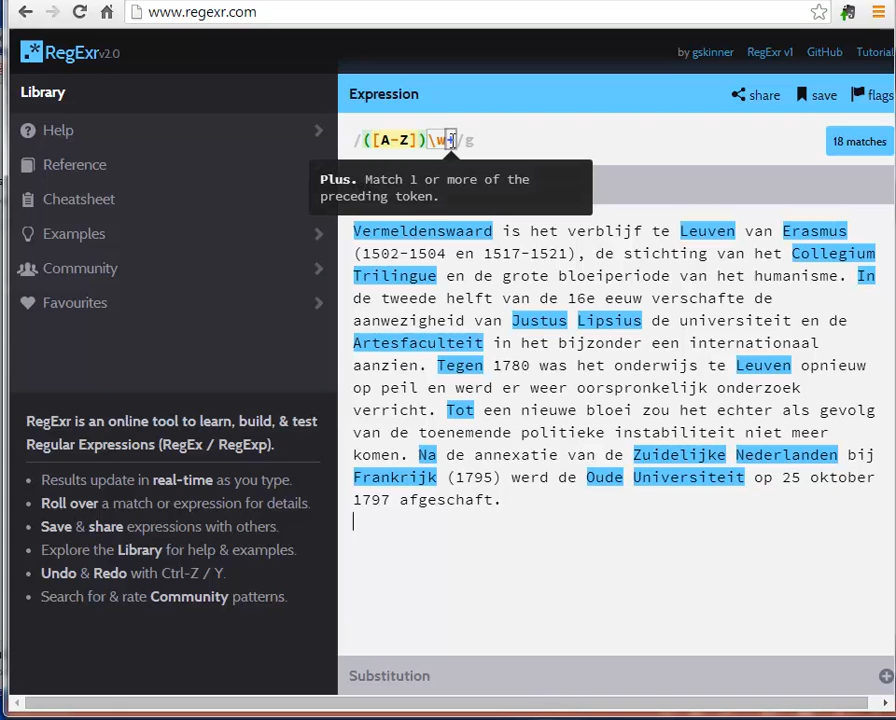 www.regexr.com
RegExr v2.0
by gskinner RegExr v1 GitHub Tutorial
Library
Help
Reference
Cheatsheet
Examples
Community
Favourites
RegExr is an online tool to learn, build, & test
Regular Expressions (RegEx / RegExp).
Results update in real-time as you type.
Roll over a match or expression for details.
Save & share expressions with others.
Explore the Library for help & examples.
Undo & Redo with Ctrl-Z / Y.
Search for & rate Community patterns.
Expression
share save flags
/([A-Z])\w+/g
18 matches
Plus. Match 1 or more of the
preceding token.
Vermeldenswaard is het verblijf te Leuven van Erasmus
(1502-1504 en 1517-1521), de stichting van het Collegium
Trilingue en de grote bloeiperiode van het humanisme. In
de tweede helft van de 16e eeuw verschafte de
aanwezigheid van Justus Lipsius de universiteit en de
Artesfaculteit in het bijzonder een internationaal
aanzien. Tegen 1780 was het onderwijs te Leuven opnieuw
op peil en werd er weer oorspronkelijk onderzoek
verricht. Tot een nieuwe bloei zou het echter als gevolg
van de toenemende politieke instabiliteit niet meer
komen. Na de annexatie van de Zuidelijke Nederlanden bij
Frankrijk (1795) werd de Oude Universiteit op 25 oktober
1797 afgeschaft.
Substitution